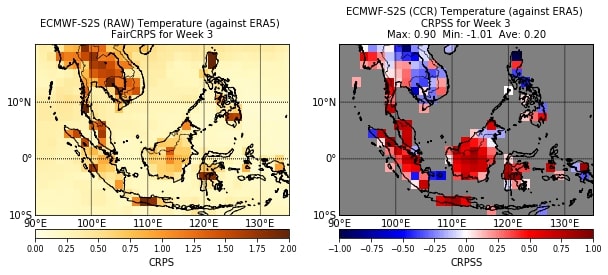 ECMWF-S2S (RAW) Temperature (against ERA5)
FairCRPS for Week 3
10°N
0°
10°S
90°E 100°E 110°E 120°E 130°E
0.00 0.25 0.50 0.75 1.00 1.25 1.50 1.75 2.00
CRPS
ECMWF-S2S (CCR) Temperature (against ERA5)
CRPSS for Week 3
Max: 0.90 Min: -1.01 Ave: 0.20
10°N
0°
10°S
90°E 100°E 110°E 120°E 130°E
−1.00 −0.75 −0.50 −0.25 0.00 0.25 0.50 0.75 1.00
CRPSS